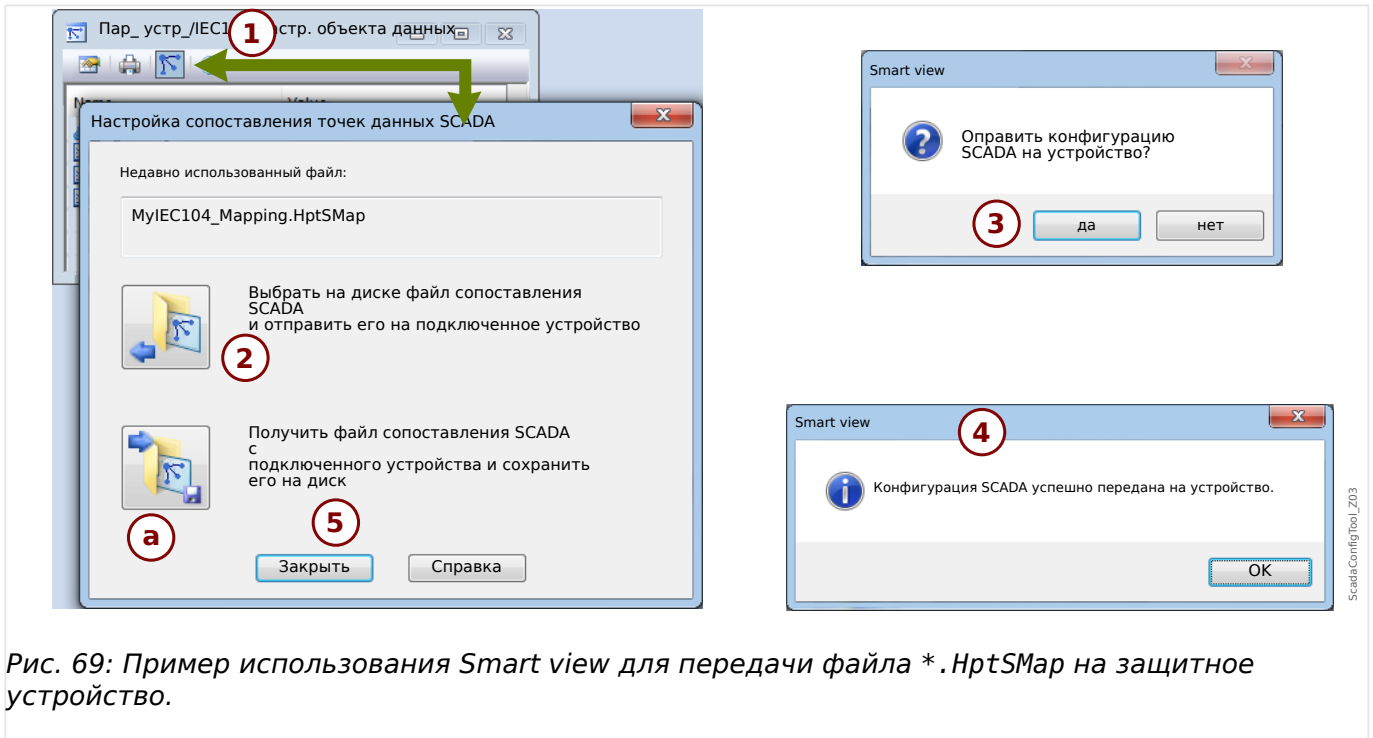 Пар_ устр_/IEC1 стр. объекта данных
1
Настройка сопоставления точек данных SCADA
Недавно использованный файл:
MyIEC104_Mapping.HptSMap
Выбрать на диске файл сопоставления
SCADA
и отправить его на подключенное устройство
2
Получить файл сопоставления SCADA
с
подключенного устройства и сохранить
его на диск
a
5
Закрыть
Справка
Smart view
Оправить конфигурацию
SCADA на устройство?
3
да
нет
Smart view
4
Конфигурация SCADA успешно передана на устройство.
OK
ScadaConfigTool_Z03
Рис. 69: Пример использования Smart view для передачи файла *.HptSMap на защитное
устройство.